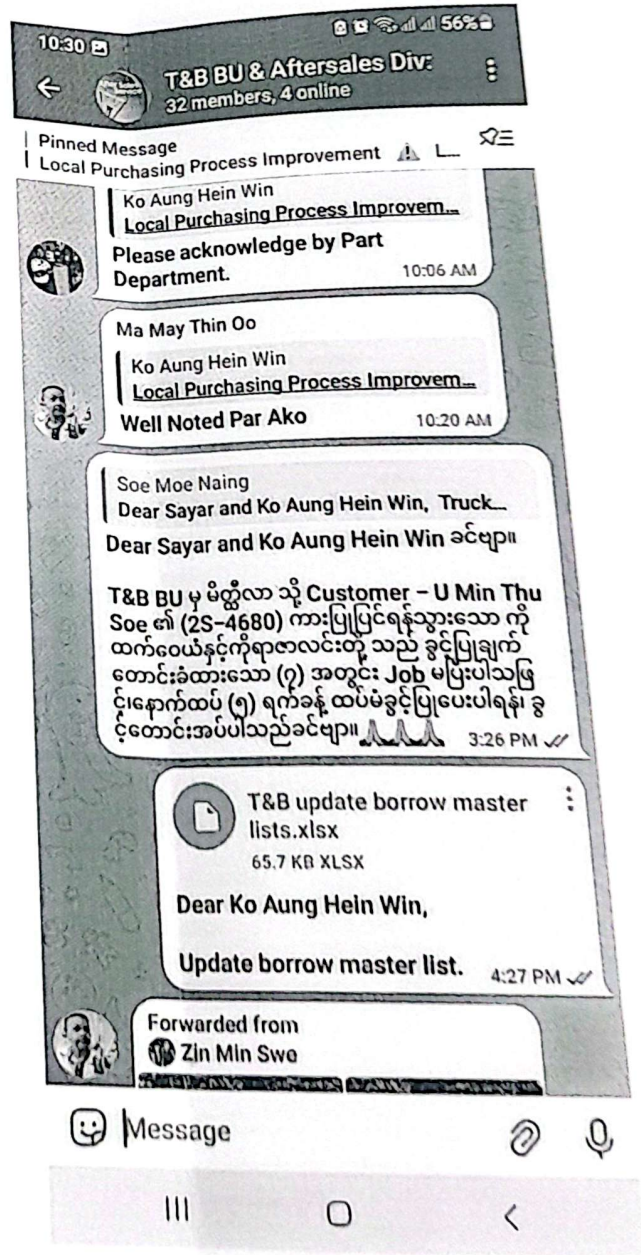 10:30
56%
T&B BU & Aftersales Div:
32 members, 4 online
Pinned Message
Local Purchasing Process Improvement ⚠ L...
Ko Aung Hein Win
Local Purchasing Process Improvem...
Please acknowledge by Part
Department.
10:06 AM
Ma May Thin Oo
Ko Aung Hein Win
Local Purchasing Process Improvem...
Well Noted Par Ako
10:20 AM
Soe Moe Naing
Dear Sayar and Ko Aung Hein Win, Truck...
Dear Sayar and Ko Aung Hein Win ခင်ဗျာ။
T&B BU မှ မိတ္ထီလာ သို့ Customer – U Min Thu
Soe ၏ (2S-4680) ကားပြုပြင်ရန်သွားသော ကို
ထက်ဝေယံနှင့်ကိုရာဇာလင်းတို့ သည် ခွင့်ပြုချက်
တောင်းခံထားသော (၇) အတွင်း Job မပြီးပါသဖြ
င့်၊နောက်ထပ် (၅) ရက်ခန့် ထပ်မံခွင့်ပြုပေးပါရန်၊ ခွ
င့်တောင်းအပ်ပါသည်ခင်ဗျာ။🙏🙏🙏
3:26 PM
T&B update borrow master
lists.xlsx
65.7 KB XLSX
Dear Ko Aung Hein Win,
Update borrow master list.
4:27 PM
Forwarded from
Zin Min Swe
Message